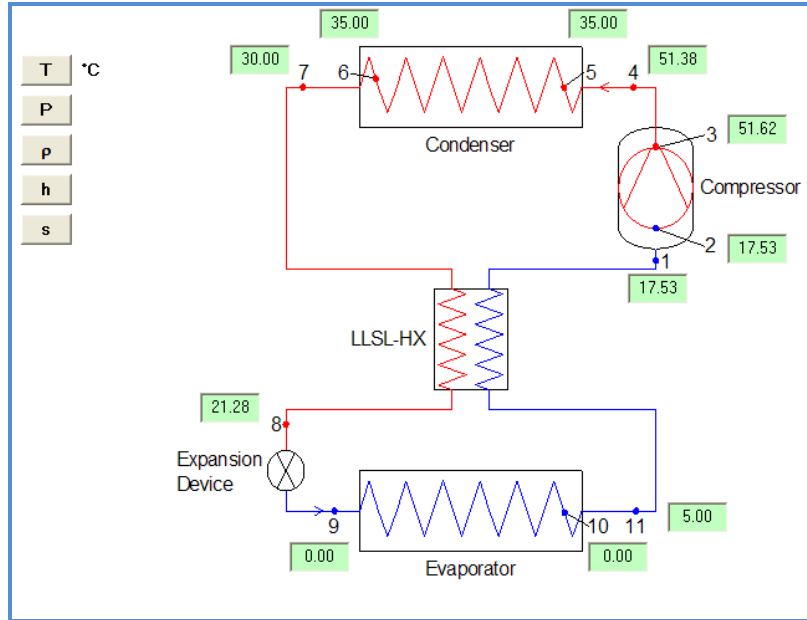 35.00
35.00
T °C
30.00 7 6 5 4 51.38
P
Condenser
3 51.62
ρ
Compressor
h
s
2 17.53
1
17.53
LLSL-HX
21.28
8
Expansion
Device
9 10 11 5.00
0.00 Evaporator 0.00